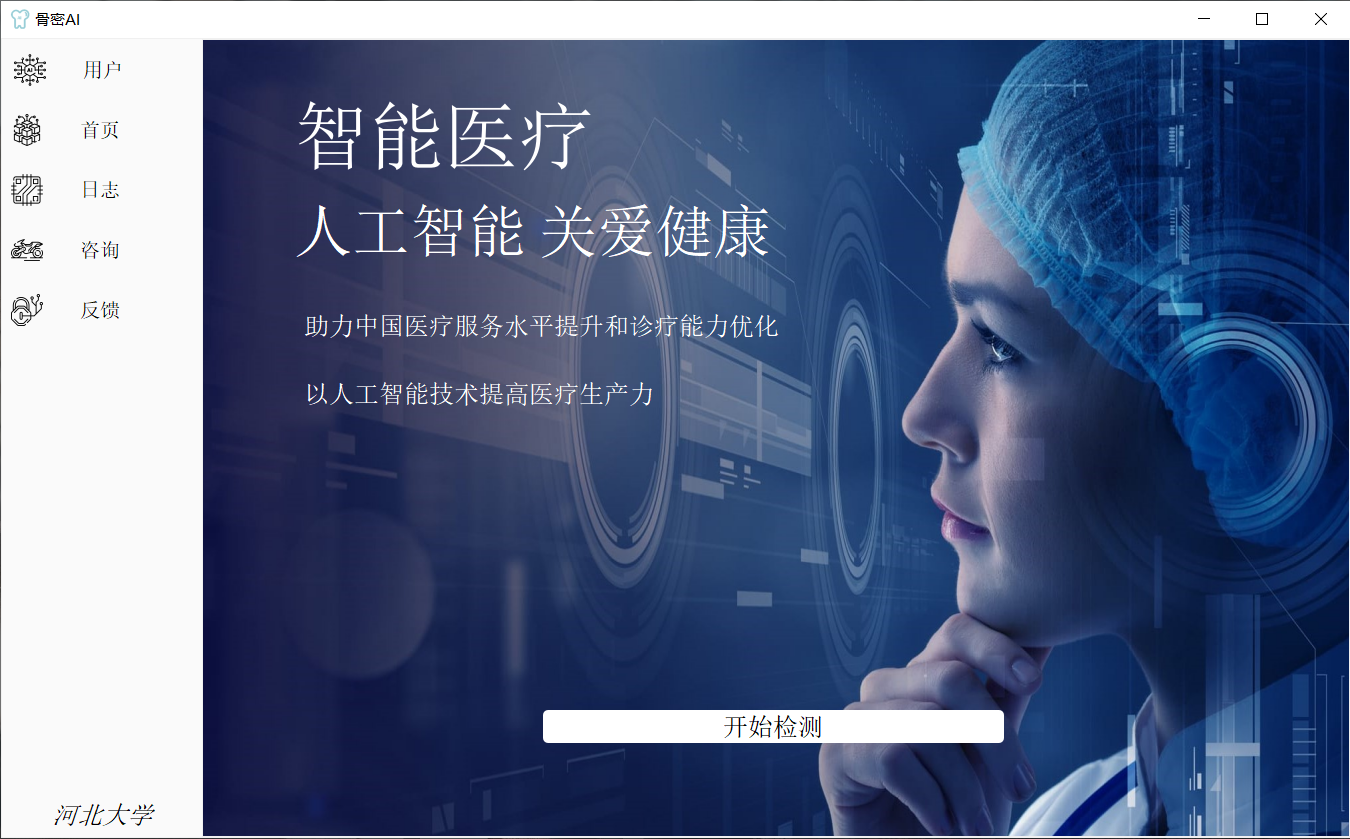 骨密AI
用户
首页
日志
咨询
反馈
智能医疗
人工智能 关爱健康
助力中国医疗服务水平提升和诊疗能力优化
以人工智能技术提高医疗生产力
开始检测
河北大学